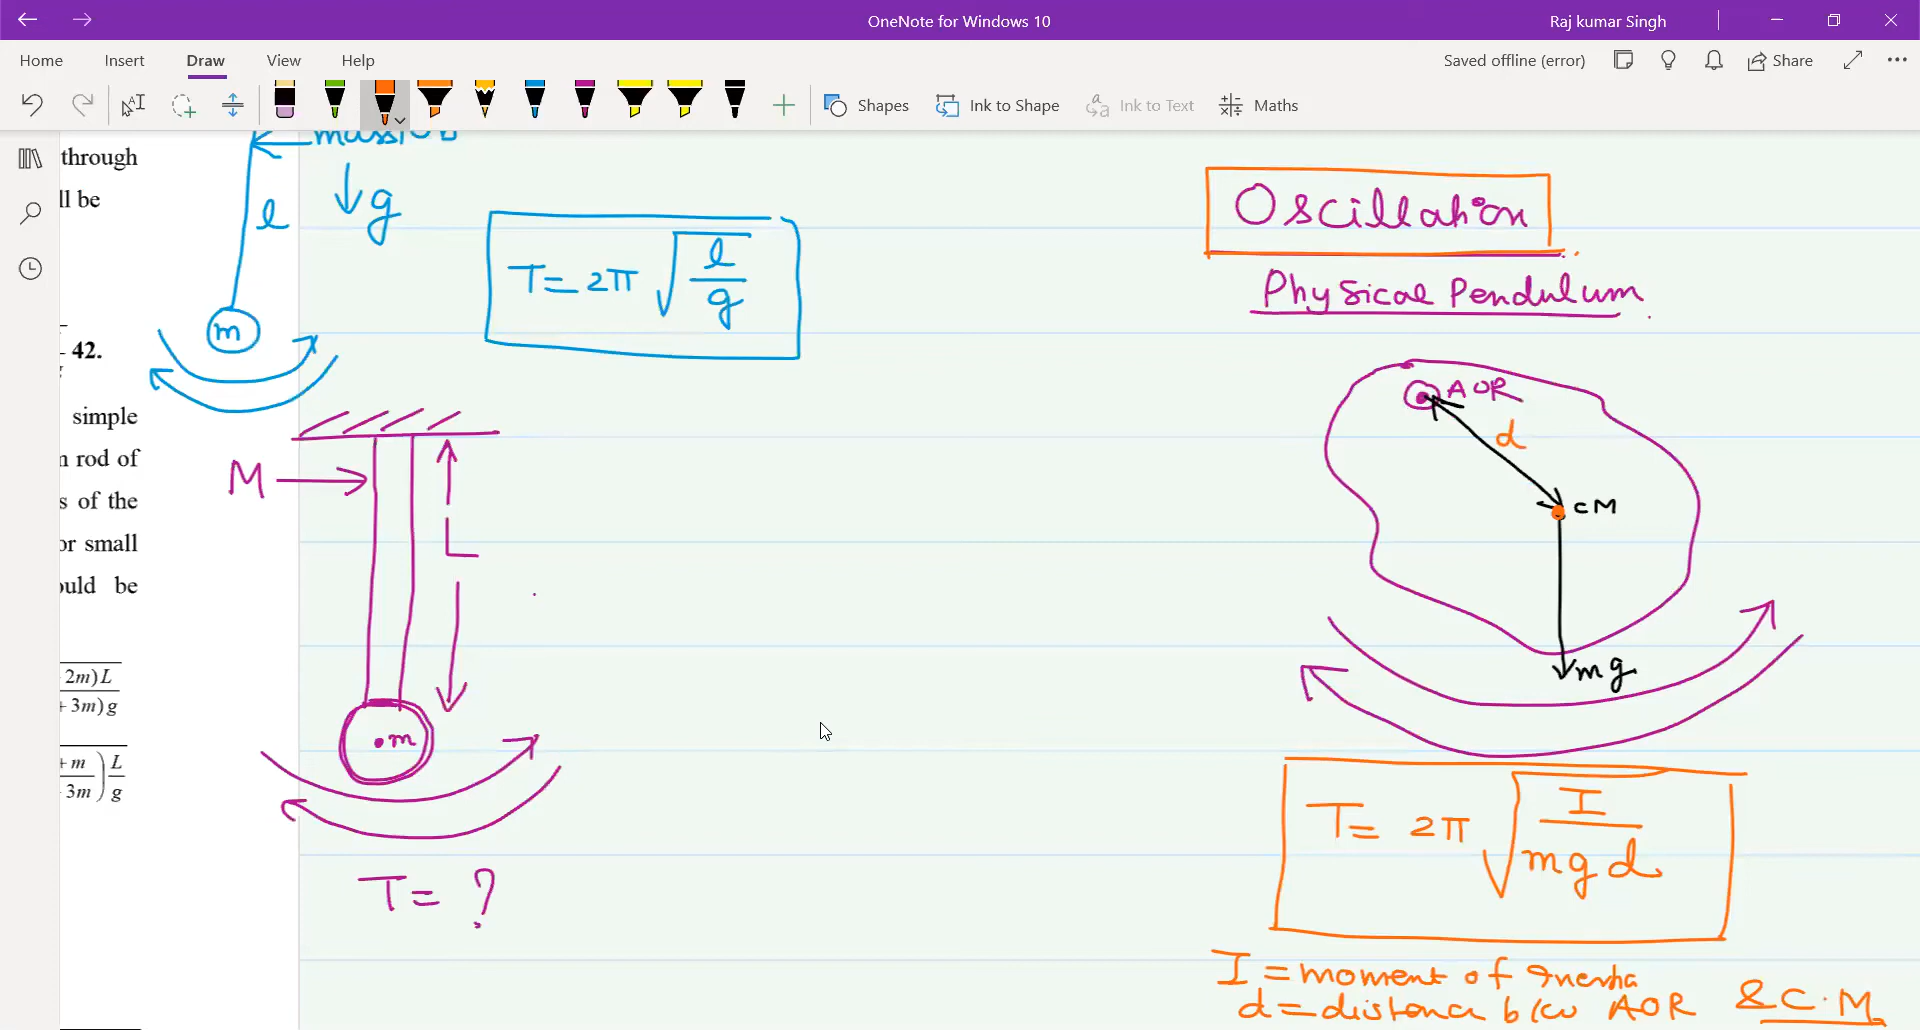 OneNote for Windows 10
Raj kumar Singh
Home Insert Draw View Help
Saved offline (error) Share
Shapes Ink to Shape Ink to Text Maths
through
ll be
42.
simple
n rod of
s of the
or small
ould be
2m)L
+ 3m)g
+ m L
3m g
l
g
m
T = 2π √(l/g)
M
L
m
T = ?
Oscillation
Physical Pendulum
AOR
d
CM
mg
T = 2π √(I/mgd)
I = moment of Inertia
d = distance b/w AOR & C.M.